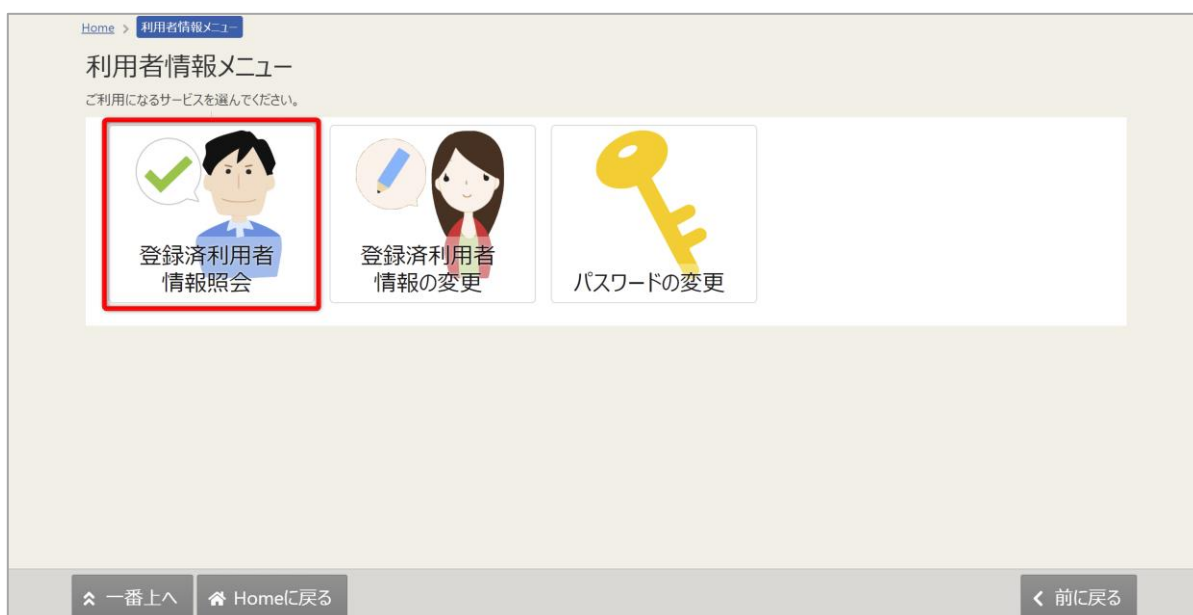 Home > 利用者情報メニュー
利用者情報メニュー
ご利用になるサービスを選んでください。
登録済利用者
情報照会
登録済利用者
情報の変更
パスワードの変更
一番上へ Homeに戻る 前に戻る